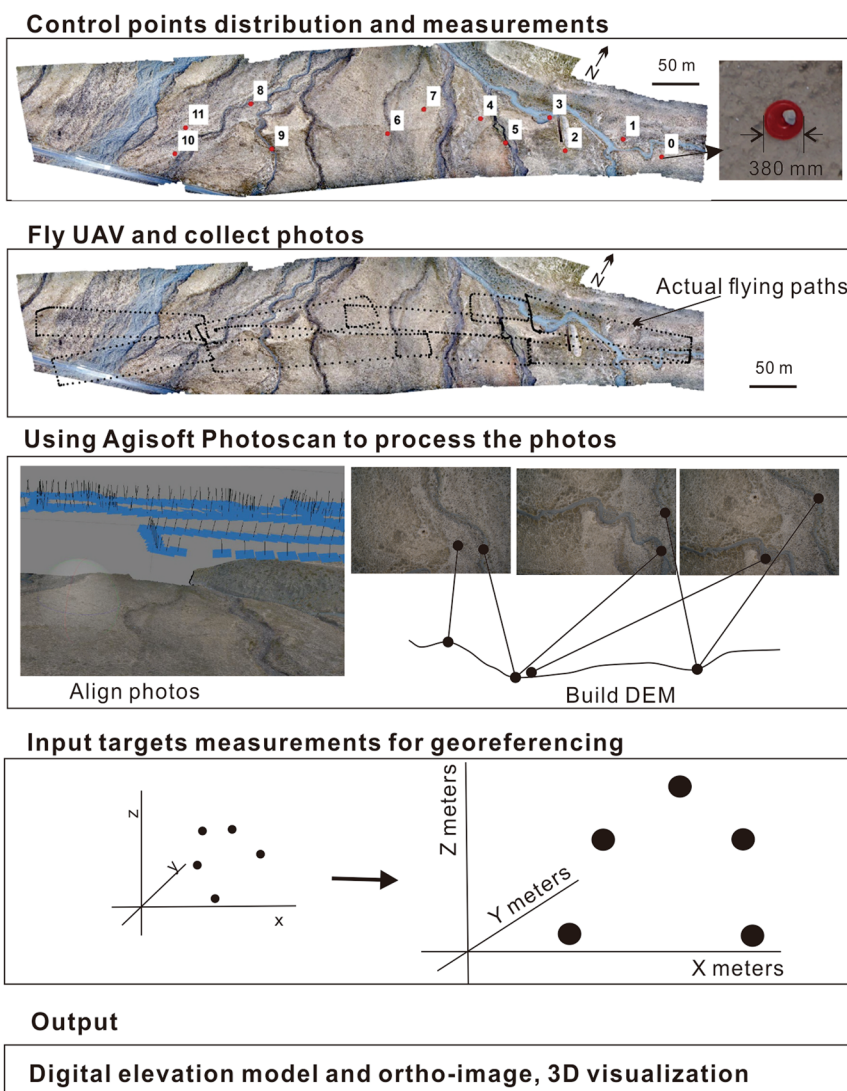 Control points distribution and measurements
N
50 m
8
7
11
4
3
6
1
10
9
5
2
0
380 mm
Fly UAV and collect photos
N
Actual flying paths
50 m
Using Agisoft Photoscan to process the photos
Align photos
Build DEM
Input targets measurements for georeferencing
z
y
x
Z meters
Y meters
X meters
Output
Digital elevation model and ortho-image, 3D visualization